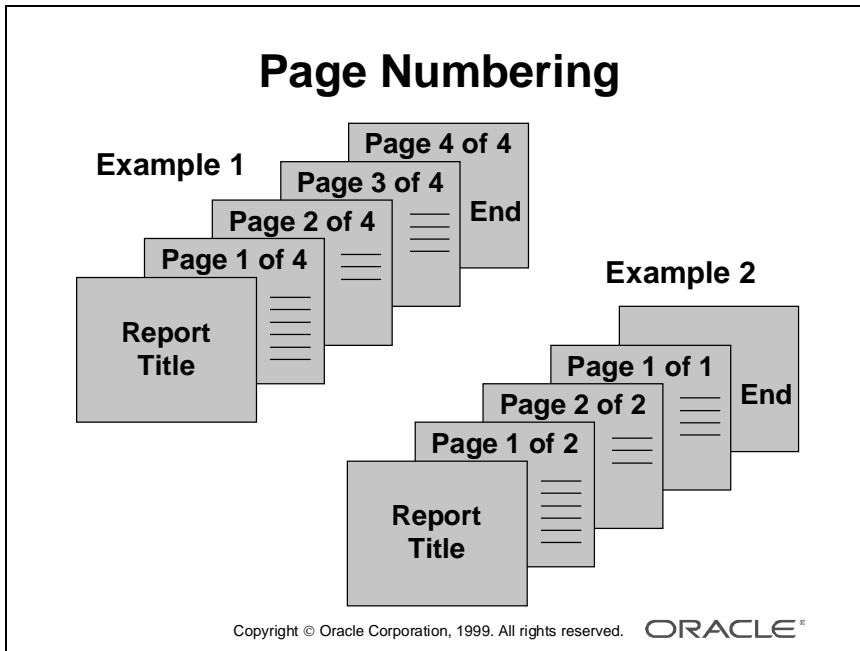 Page Numbering
Example 1
Page 4 of 4
End
Page 3 of 4
Page 2 of 4
Page 1 of 4
Report
Title
Example 2
End
Page 1 of 1
Page 2 of 2
Page 1 of 2
Report
Title
Copyright © Oracle Corporation, 1999. All rights reserved.
ORACLE®